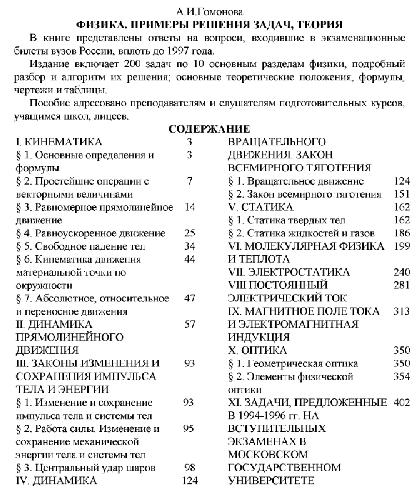 А.И.Гомонова
ФИЗИКА. ПРИМЕРЫ РЕШЕНИЯ ЗАДАЧ, ТЕОРИЯ
В книге представлены ответы на вопросы, входившие в экзаменационные
билеты вузов России, вплоть до 1997 года.
Издание включает 200 задач по 10 основным разделам физики, подробный
разбор и алгоритм их решения; основные теоретические положения, формулы,
чертежи и таблицы.
Пособие адресовано преподавателям и слушателям подготовительных курсов,
учащимся школ, лицеев.
СОДЕРЖАНИЕ
I. КИНЕМАТИКА 3
§ 1. Основные определения и 3
формулы
§ 2. Простейшие операции с 7
векторными величинами
§ 3. Равномерное прямолинейное 14
движение
§ 4. Равноускоренное движение 25
§ 5. Свободное падение тел 34
§ 6. Кинематика движения 44
материальной точки по
окружности
§ 7. Абсолютное, относительное 47
и переносное движение
II. ДИНАМИКА 57
ПРЯМОЛИНЕЙНОГО
ДВИЖЕНИЯ
III. ЗАКОНЫ ИЗМЕНЕНИЯ И 93
СОХРАНЕНИЯ ИМПУЛЬСА
ТЕЛА И ЭНЕРГИИ
§ 1. Изменение и сохранение 93
импульса тела и системы тел
§ 2. Работа силы. Изменение и 95
сохранение механической
энергии тела и системы тел
§ 3. Центральный удар шаров 98
IV. ДИНАМИКА 124
ВРАЩАТЕЛЬНОГО
ДВИЖЕНИЯ. ЗАКОН
ВСЕМИРНОГО ТЯГОТЕНИЯ
§ 1. Вращательное движение 124
§ 2. Закон всемирного тяготения 151
V. СТАТИКА 162
§ 1. Статика твердых тел 162
§ 2. Статика жидкостей и газов 186
VI. МОЛЕКУЛЯРНАЯ ФИЗИКА 199
И ТЕПЛОТА
VII. ЭЛЕКТРОСТАТИКА 240
VIII ПОСТОЯННЫЙ 281
ЭЛЕКТРИЧЕСКИЙ ТОК
IX. МАГНИТНОЕ ПОЛЕ ТОКА 313
И ЭЛЕКТРОМАГНИТНАЯ
ИНДУКЦИЯ
X. ОПТИКА 350
§ 1. Геометрическая оптика 350
§ 2. Элементы физической 354
оптики
XI. ЗАДАЧИ, ПРЕДЛОЖЕННЫЕ 402
В 1994-1996 гг. НА
ВСТУПИТЕЛЬНЫХ
ЭКЗАМЕНАХ В
МОСКОВСКОМ
ГОСУДАРСТВЕННОМ
УНИВЕРСИТЕТЕ